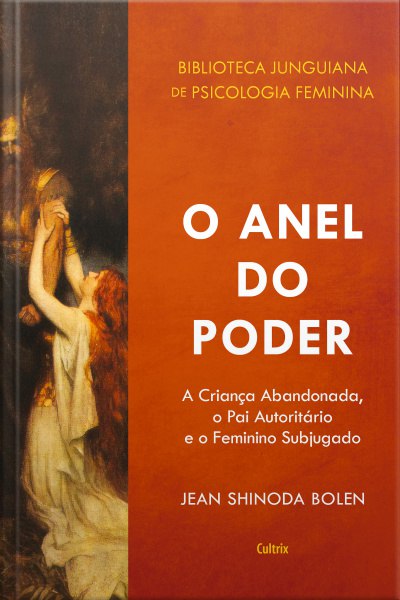 BIBLIOTECA JUNGUIANA
DE PSICOLOGIA FEMININA
O ANEL
DO
PODER
A Criança Abandonada,
o Pai Autoritário
e o Feminino Subjugado
JEAN SHINODA BOLEN
Cultrix